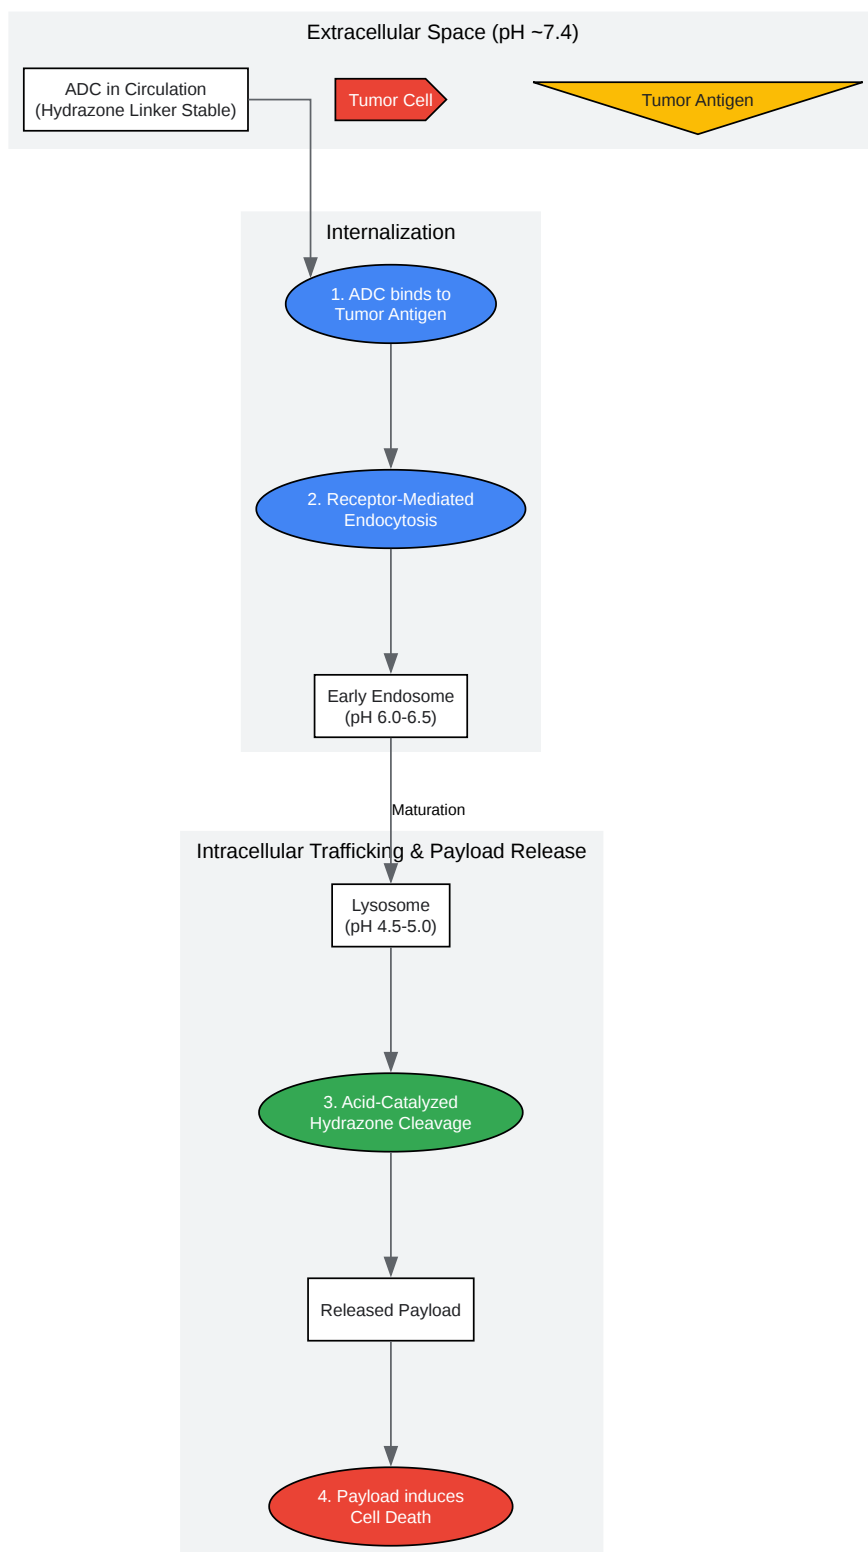 Extracellular Space (pH ~7.4)
ADC in Circulation
(Hydrazone Linker Stable)
Tumor Cell
Tumor Antigen
Internalization
1. ADC binds to
Tumor Antigen
2. Receptor-Mediated
Endocytosis
Early Endosome
(pH 6.0-6.5)
Maturation
Intracellular Trafficking & Payload Release
Lysosome
(pH 4.5-5.0)
3. Acid-Catalyzed
Hydrazone Cleavage
Released Payload
4. Payload induces
Cell Death